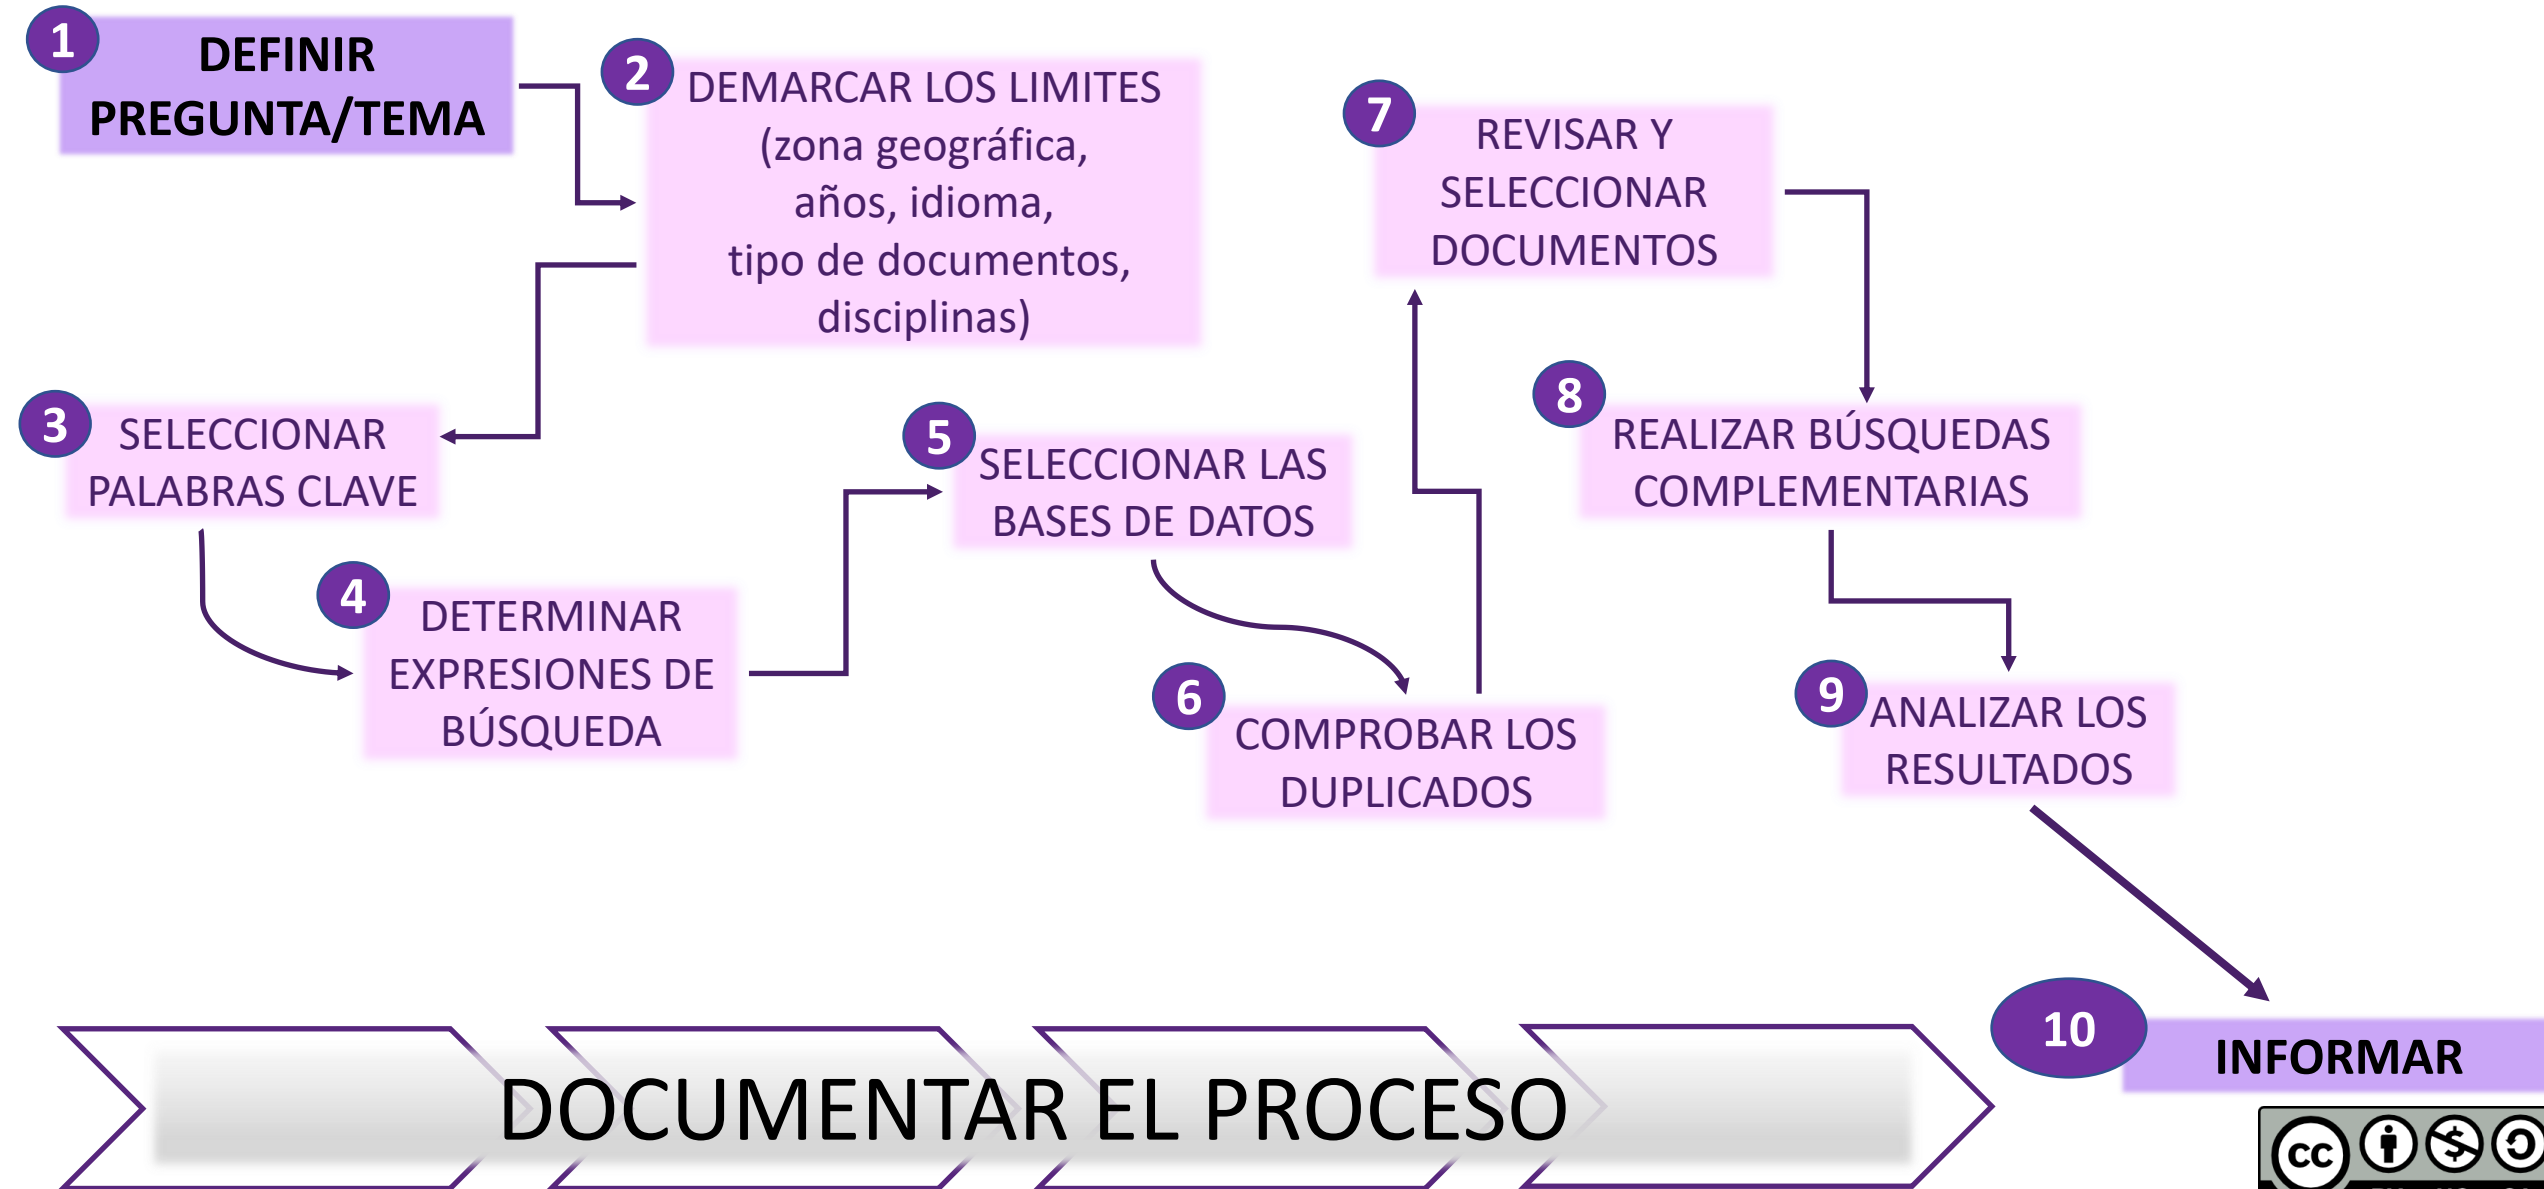 1
DEFINIR
PREGUNTA/TEMA
2
DEMARCAR LOS LIMITES
(zona geográfica,
años, idioma,
tipo de documentos,
disciplinas)
3
SELECCIONAR
PALABRAS CLAVE
4
DETERMINAR
EXPRESIONES DE
BÚSQUEDA
5
SELECCIONAR LAS
BASES DE DATOS
6
COMPROBAR LOS
DUPLICADOS
7
REVISAR Y
SELECCIONAR
DOCUMENTOS
8
REALIZAR BÚSQUEDAS
COMPLEMENTARIAS
9
ANALIZAR LOS
RESULTADOS
10
INFORMAR
DOCUMENTAR EL PROCESO
cc